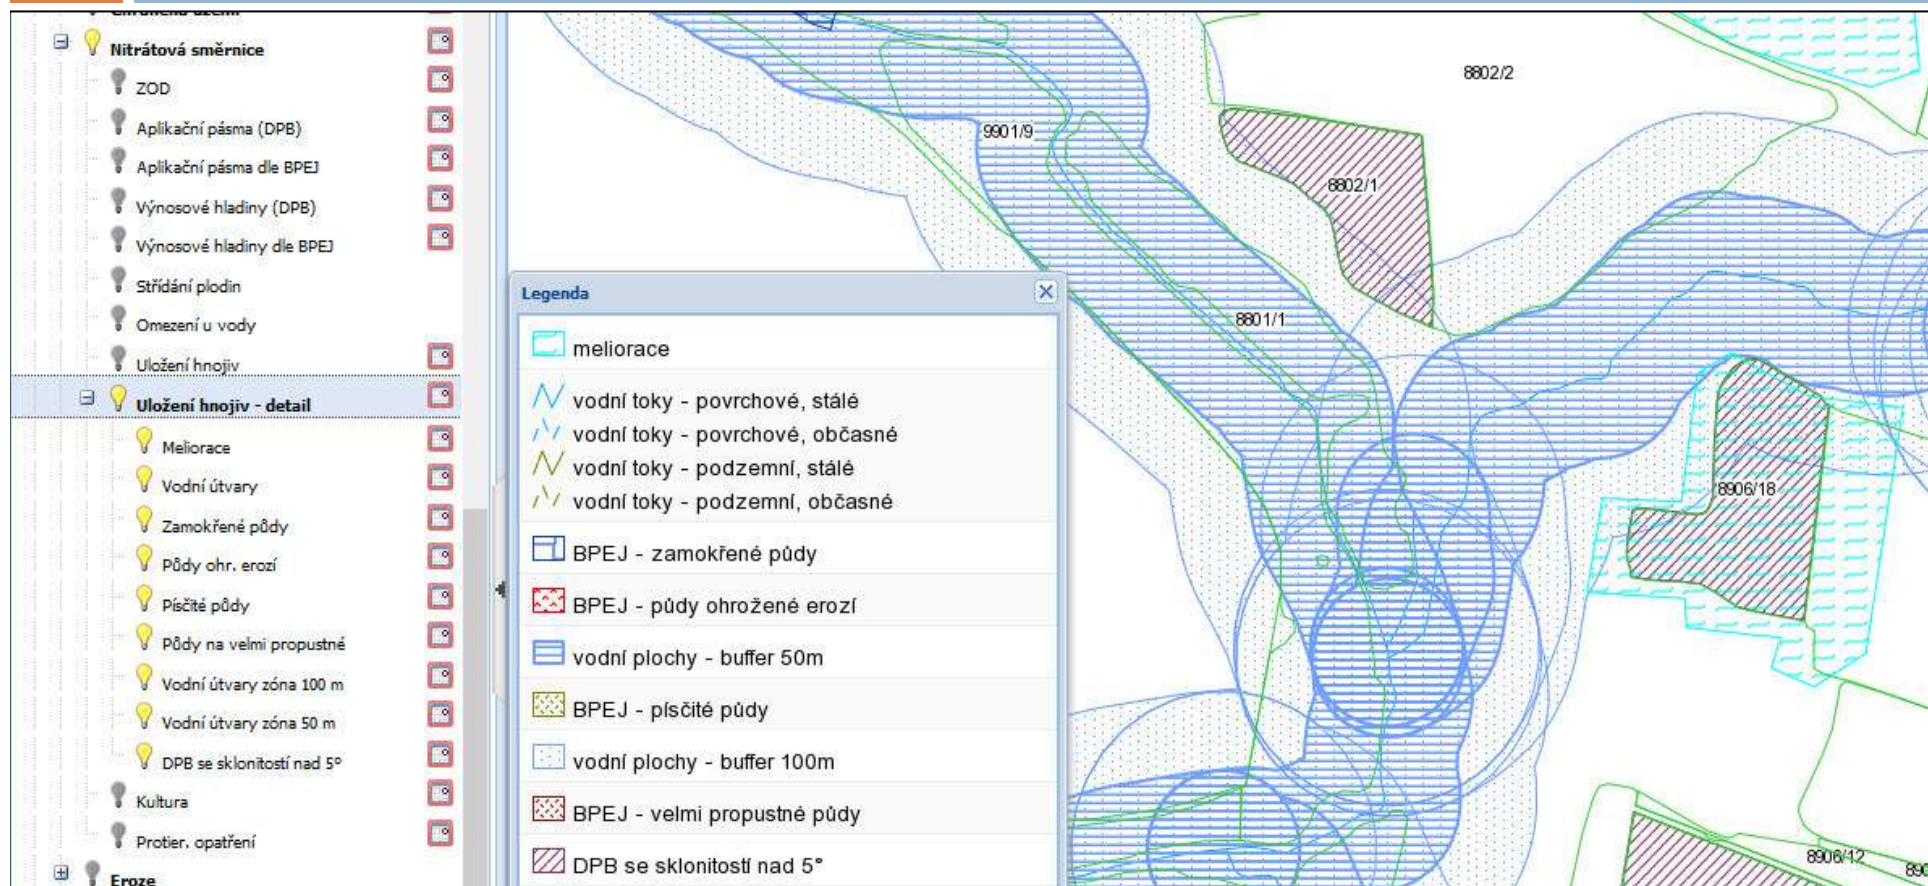 Chráněná území
Nitrátová směrnice
ZOD
Aplikační pásma (DPB)
Aplikační pásma dle BPEJ
Výnosové hladiny (DPB)
Výnosové hladiny dle BPEJ
Střídání plodin
Omezení u vody
Uložení hnojiv
Uložení hnojiv - detail
Meliorace
Vodní útvary
Zamokřené půdy
Půdy ohr. erozí
Písčité půdy
Půdy na velmi propustné
Vodní útvary zóna 100 m
Vodní útvary zóna 50 m
DPB se sklonitostí nad 5°
Kultura
Protier. opatření
Eroze
Legenda
meliorace
vodní toky - povrchové, stálé
vodní toky - povrchové, občasné
vodní toky - podzemní, stálé
vodní toky - podzemní, občasné
BPEJ - zamokřené půdy
BPEJ - půdy ohrožené erozí
vodní plochy - buffer 50m
BPEJ - písčité půdy
vodní plochy - buffer 100m
BPEJ - velmi propustné půdy
DPB se sklonitostí nad 5°
8802/2
9901/9
8802/1
8801/1
8906/18
8906/12